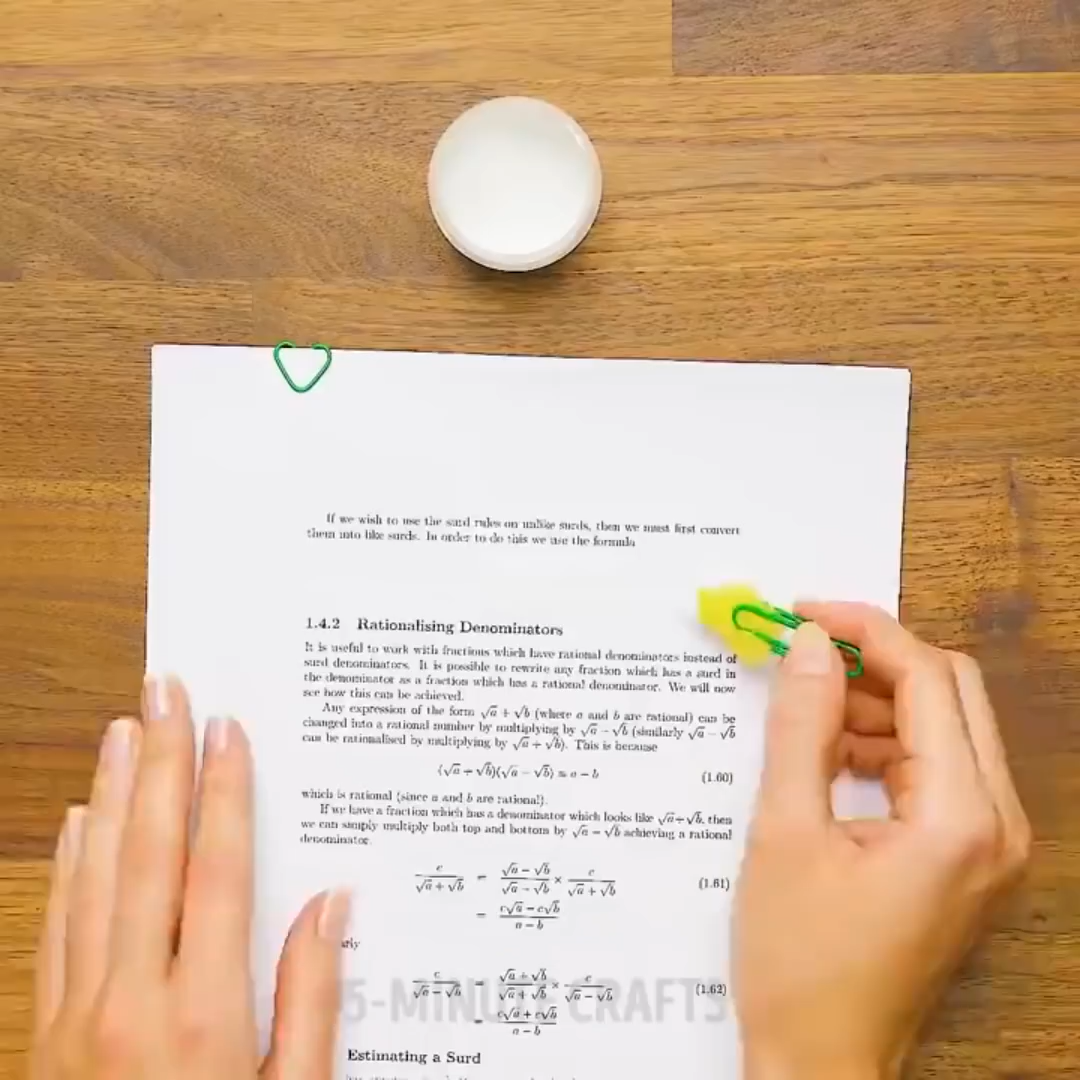 If we wish to use the surd rules on unlike surds, then we must first convert
them into like surds. In order to do this we use the formula
1.4.2 Rationalising Denominators
It is useful to work with fractions which have rational denominators instead of
surd denominators. It is possible to rewrite any fraction which has a surd in
the denominator as a fraction which has a rational denominator. We will now
see how this can be achieved.
Any expression of the form √a + √b (where a and b are rational) can be
changed into a rational number by multiplying by √a − √b (similarly √a − √b
can be rationalised by multiplying by √a + √b). This is because
(√a + √b)(√a − √b) = a − b (1.60)
which is rational (since a and b are rational).
If we have a fraction which has a denominator which looks like √a+√b, then
we can simply multiply both top and bottom by √a − √b achieving a rational
denominator.
c/(√a + √b) = (√a − √b)/(√a − √b) × c/(√a + √b) (1.61)
= (c√a − c√b)/(a − b)
arly
c/(√a − √b) = (√a + √b)/(√a + √b) × c/(√a − √b) (1.62)
5-MINUTE CRAFTS
= (c√a + c√b)/(a − b)
Estimating a Surd